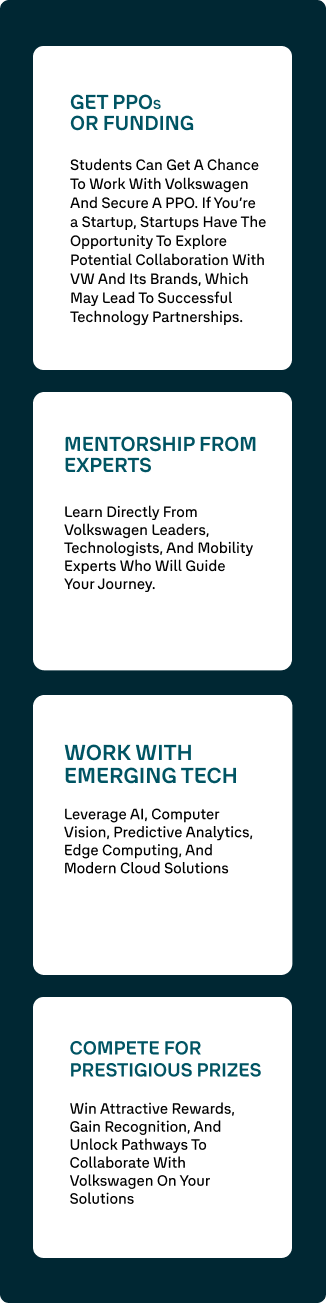 GET PPOs
OR FUNDING
Students Can Get A Chance
To Work With Volkswagen
And Secure A PPO. If You’re
a Startup, Startups Have The
Opportunity To Explore
Potential Collaboration With
VW And Its Brands, Which
May Lead To Successful
Technology Partnerships.
MENTORSHIP FROM
EXPERTS
Learn Directly From
Volkswagen Leaders,
Technologists, And Mobility
Experts Who Will Guide
Your Journey.
WORK WITH
EMERGING TECH
Leverage AI, Computer
Vision, Predictive Analytics,
Edge Computing, And
Modern Cloud Solutions
COMPETE FOR
PRESTIGIOUS PRIZES
Win Attractive Rewards,
Gain Recognition, And
Unlock Pathways To
Collaborate With
Volkswagen On Your
Solutions